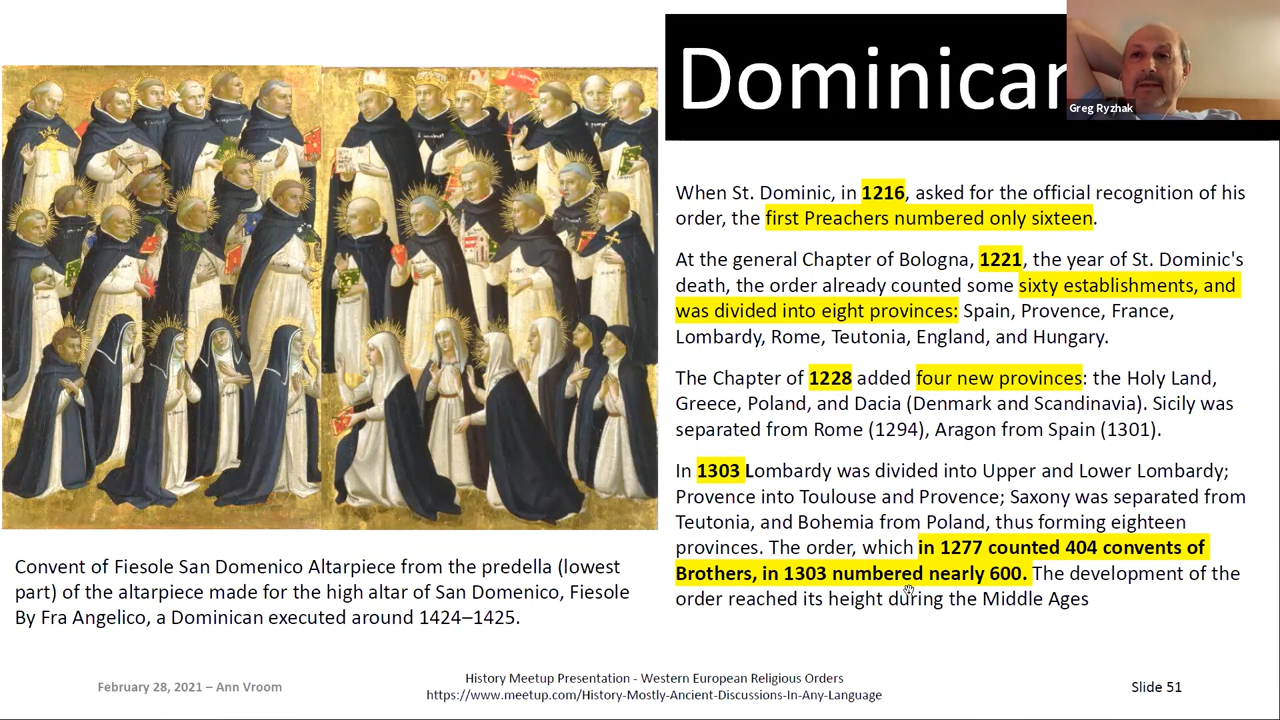 Dominican
Greg Ryzhak
When St. Dominic, in 1216, asked for the official recognition of his
order, the first Preachers numbered only sixteen.
At the general Chapter of Bologna, 1221, the year of St. Dominic's
death, the order already counted some sixty establishments, and
was divided into eight provinces: Spain, Provence, France,
Lombardy, Rome, Teutonia, England, and Hungary.
The Chapter of 1228 added four new provinces: the Holy Land,
Greece, Poland, and Dacia (Denmark and Scandinavia). Sicily was
separated from Rome (1294), Aragon from Spain (1301).
In 1303 Lombardy was divided into Upper and Lower Lombardy;
Provence into Toulouse and Provence; Saxony was separated from
Teutonia, and Bohemia from Poland, thus forming eighteen
provinces. The order, which in 1277 counted 404 convents of
Brothers, in 1303 numbered nearly 600. The development of the
order reached its height during the Middle Ages
Convent of Fiesole San Domenico Altarpiece from the predella (lowest
part) of the altarpiece made for the high altar of San Domenico, Fiesole
By Fra Angelico, a Dominican executed around 1424–1425.
February 28, 2021 – Ann Vroom
History Meetup Presentation - Western European Religious Orders
https://www.meetup.com/History-Mostly-Ancient-Discussions-In-Any-Language
Slide 51